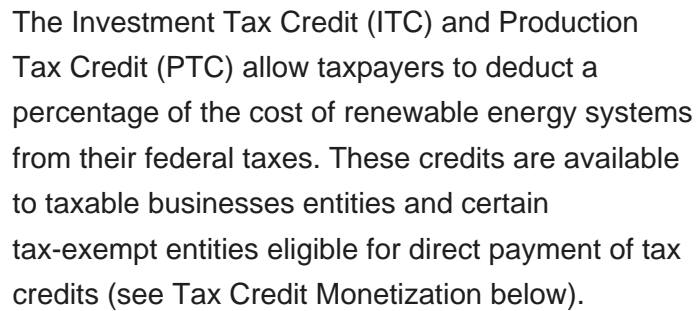 The Investment Tax Credit (ITC) and Production
Tax Credit (PTC) allow taxpayers to deduct a
percentage of the cost of renewable energy systems
from their federal taxes. These credits are available
to taxable businesses entities and certain
tax-exempt entities eligible for direct payment of tax
credits (see Tax Credit Monetization below).